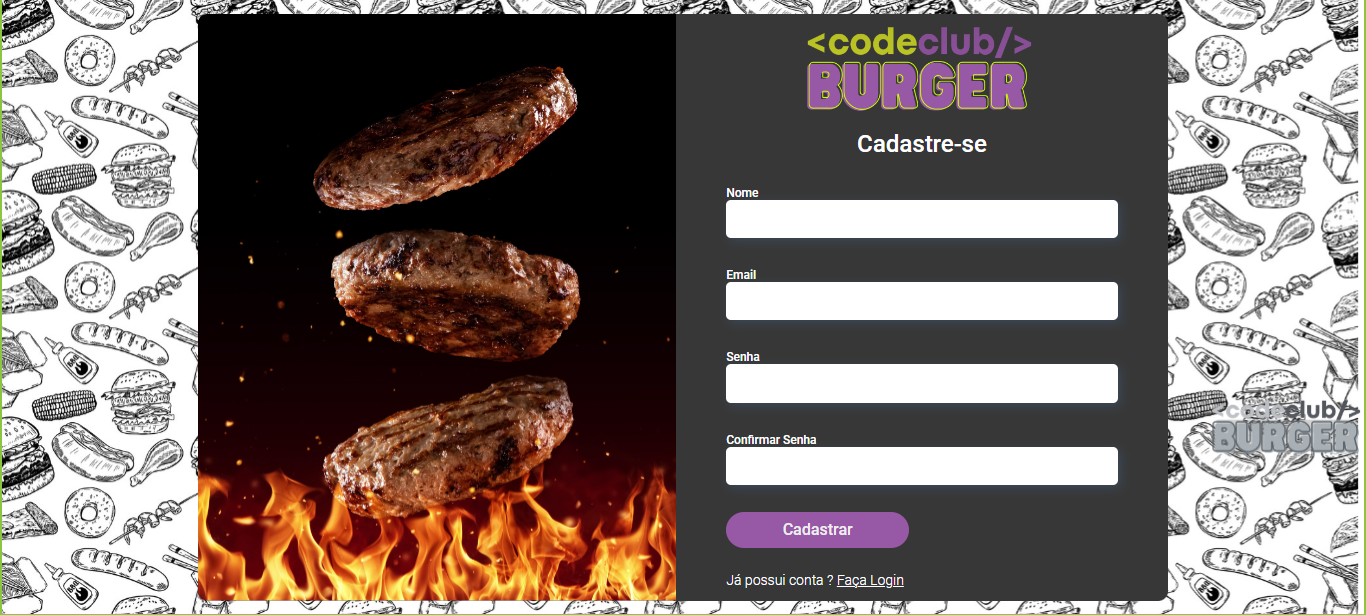 <codeclub/>
BURGER
Cadastre-se
Nome
Email
Senha
Confirmar Senha
Cadastrar
Já possui conta ? Faça Login
<codeclub/>
BURGER